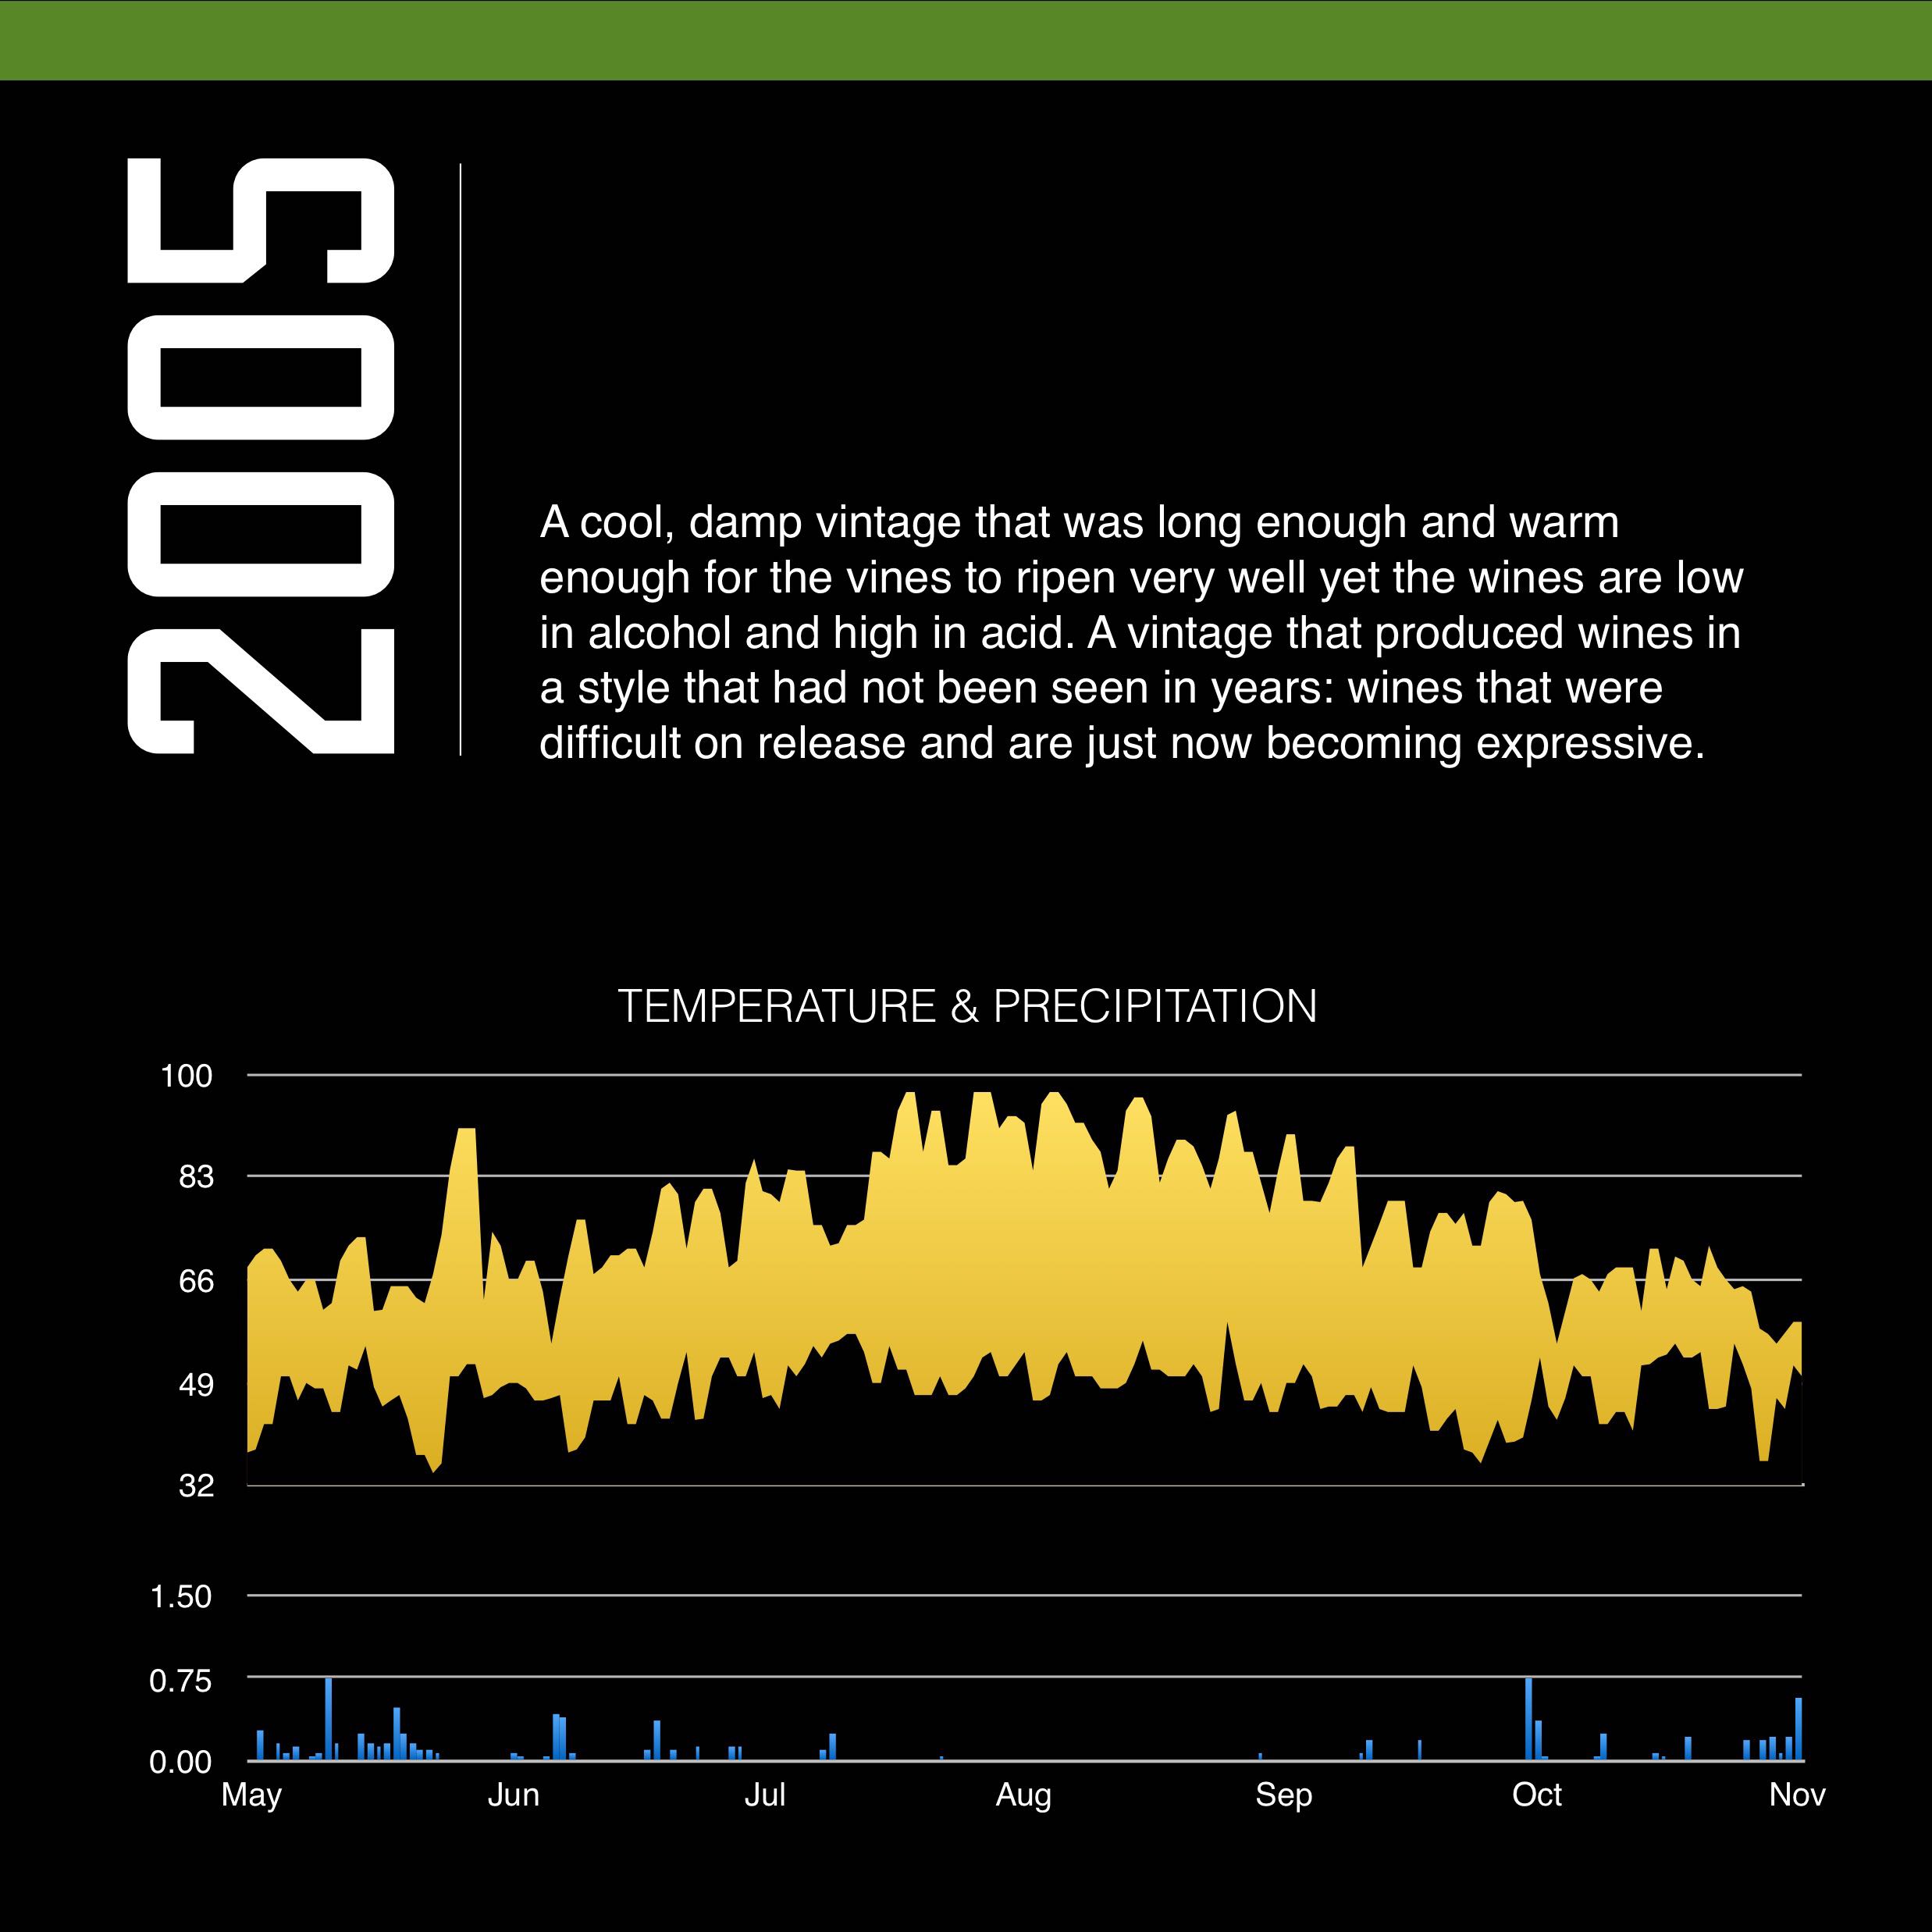 2005
A cool, damp vintage that was long enough and warm
enough for the vines to ripen very well yet the wines are low
in alcohol and high in acid. A vintage that produced wines in
a style that had not been seen in years: wines that were
difficult on release and are just now becoming expressive.
TEMPERATURE & PRECIPITATION
100
83
66
49
32
1.50
0.75
0.00
May Jun Jul Aug Sep Oct Nov